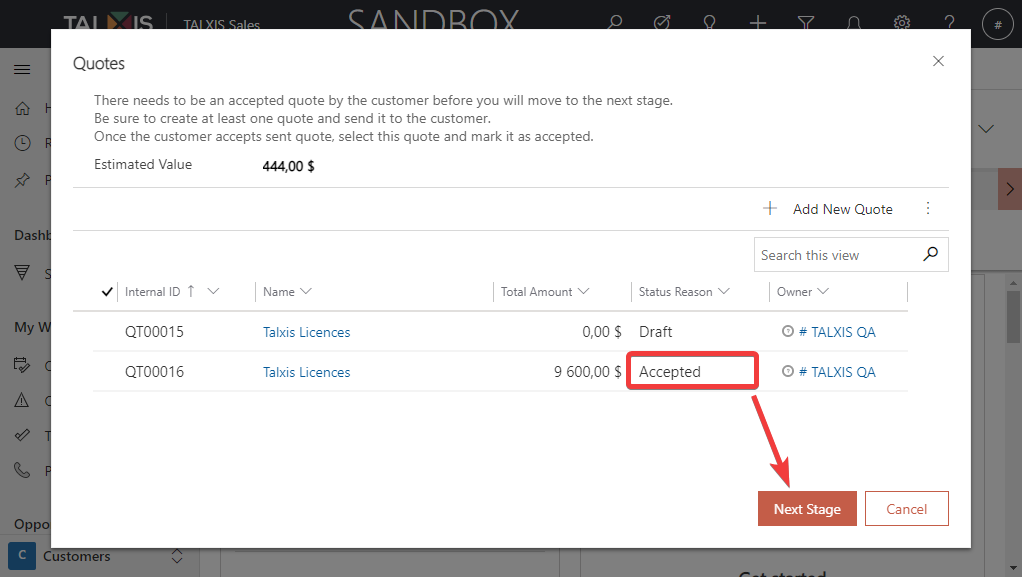 TALXIS
TALXIS Sales
SANDBOX
#
Quotes
There needs to be an accepted quote by the customer before you will move to the next stage.
Be sure to create at least one quote and send it to the customer.
Once the customer accepts sent quote, select this quote and mark it as accepted.
Estimated Value 444,00 $
Add New Quote
Search this view
Internal ID Name Total Amount Status Reason Owner
QT00015 Talxis Licences 0,00 $ Draft # TALXIS QA
QT00016 Talxis Licences 9 600,00 $ Accepted # TALXIS QA
Next Stage Cancel
Dashb
My W
Oppo
C Customers
Get started